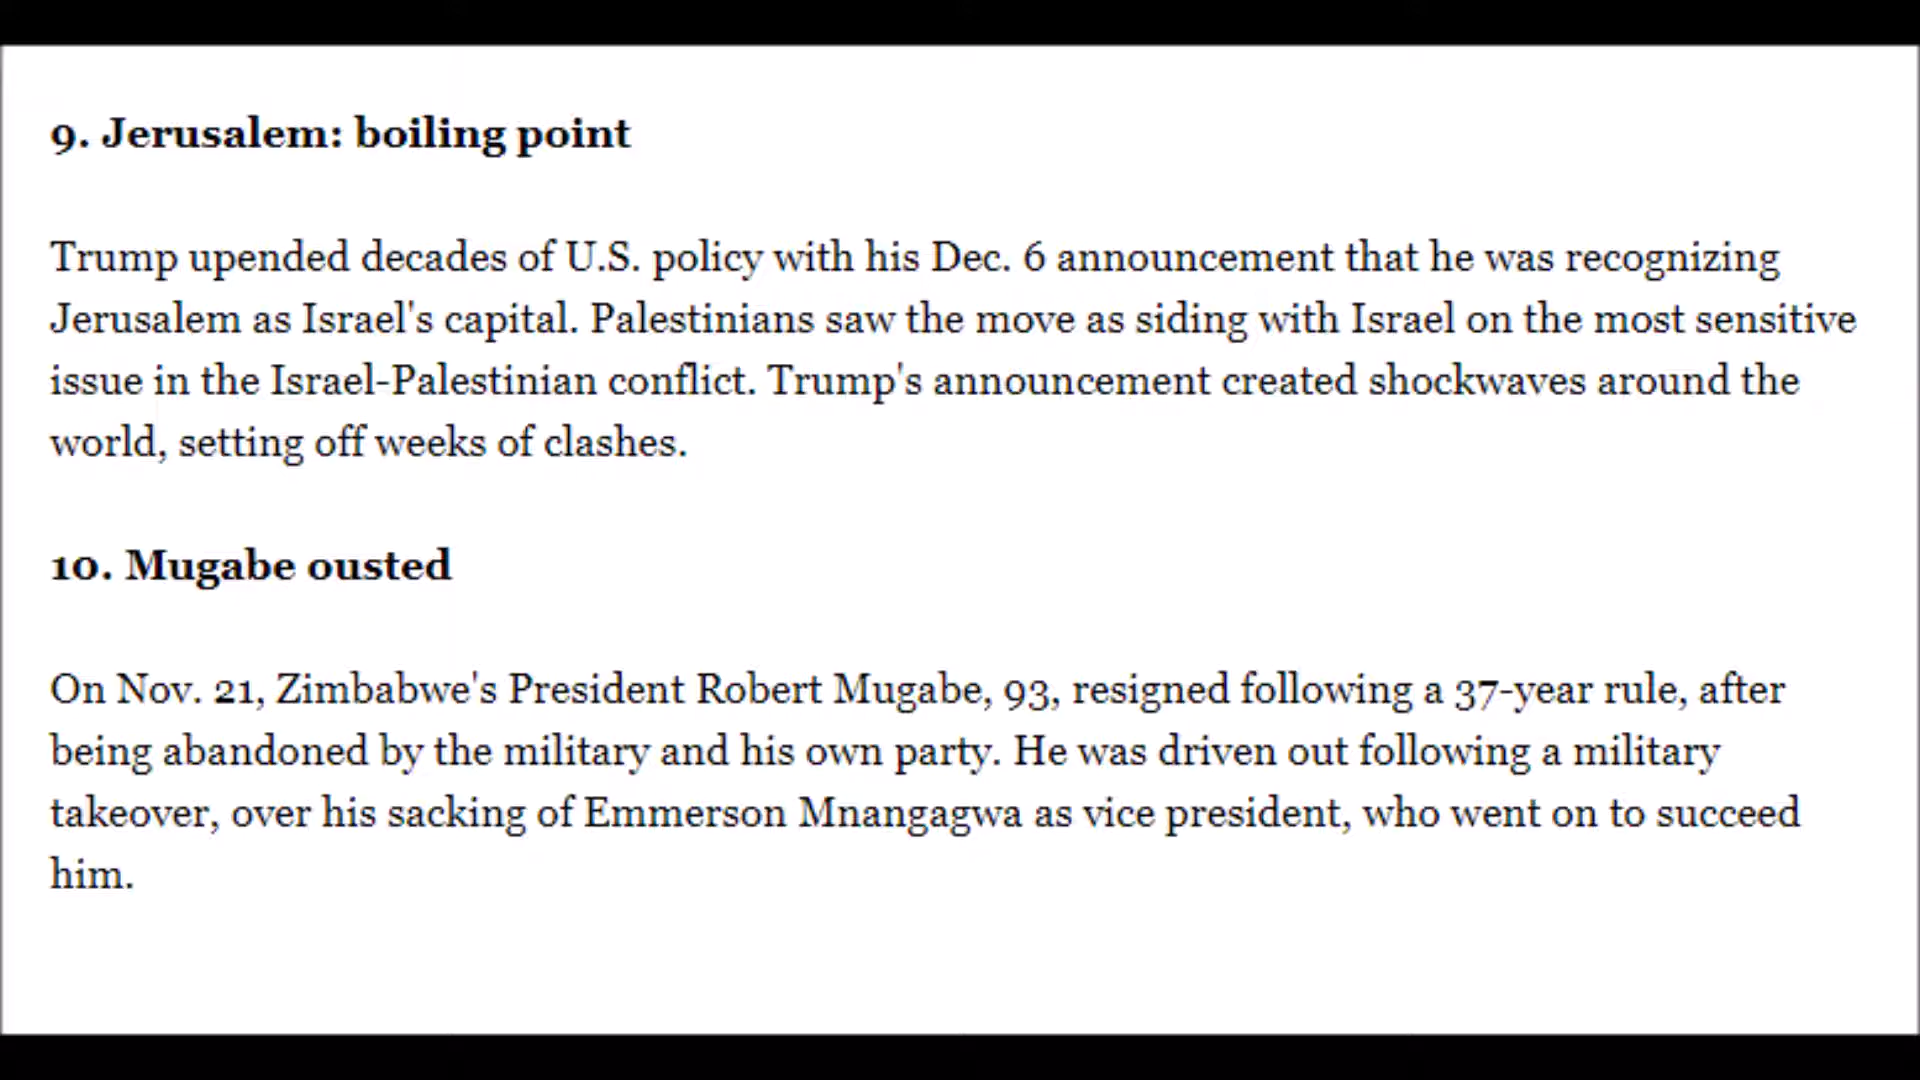 9. Jerusalem: boiling point
Trump upended decades of U.S. policy with his Dec. 6 announcement that he was recognizing
Jerusalem as Israel's capital. Palestinians saw the move as siding with Israel on the most sensitive
issue in the Israel-Palestinian conflict. Trump's announcement created shockwaves around the
world, setting off weeks of clashes.
10. Mugabe ousted
On Nov. 21, Zimbabwe's President Robert Mugabe, 93, resigned following a 37-year rule, after
being abandoned by the military and his own party. He was driven out following a military
takeover, over his sacking of Emmerson Mnangagwa as vice president, who went on to succeed
him.